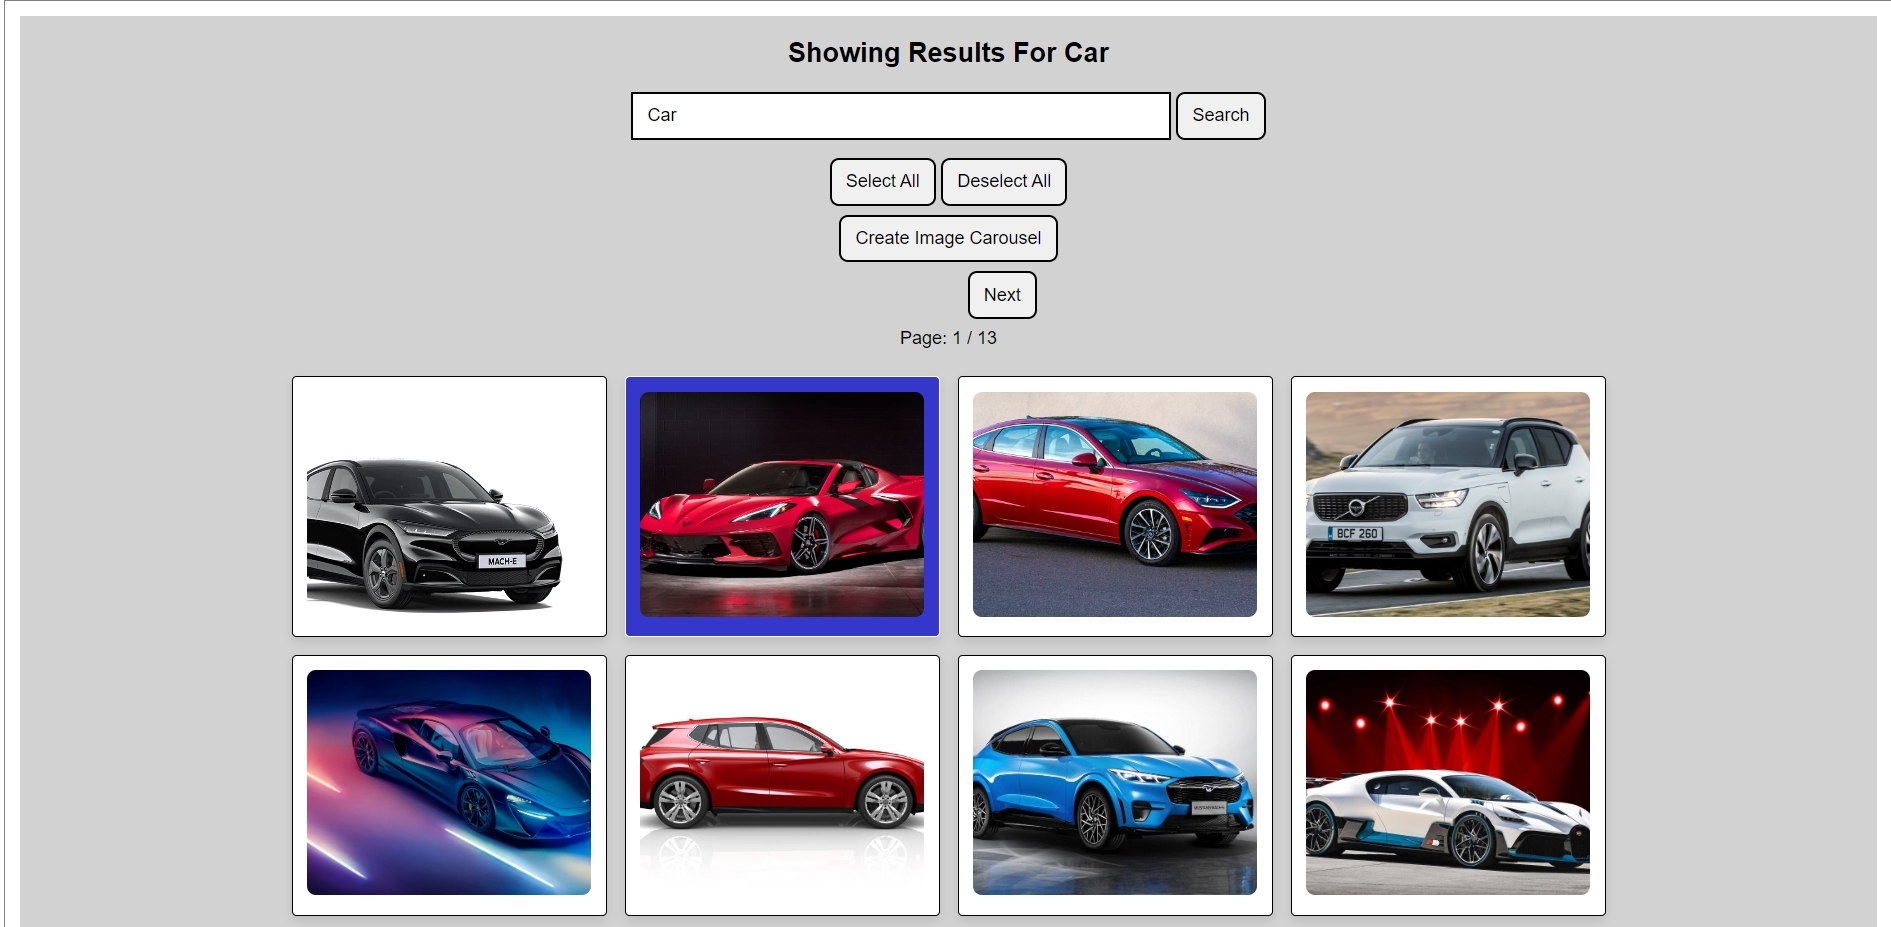 Showing Results For Car
Car
Search
Select All
Deselect All
Create Image Carousel
Next
Page: 1 / 13
MACH-E
BCF 260